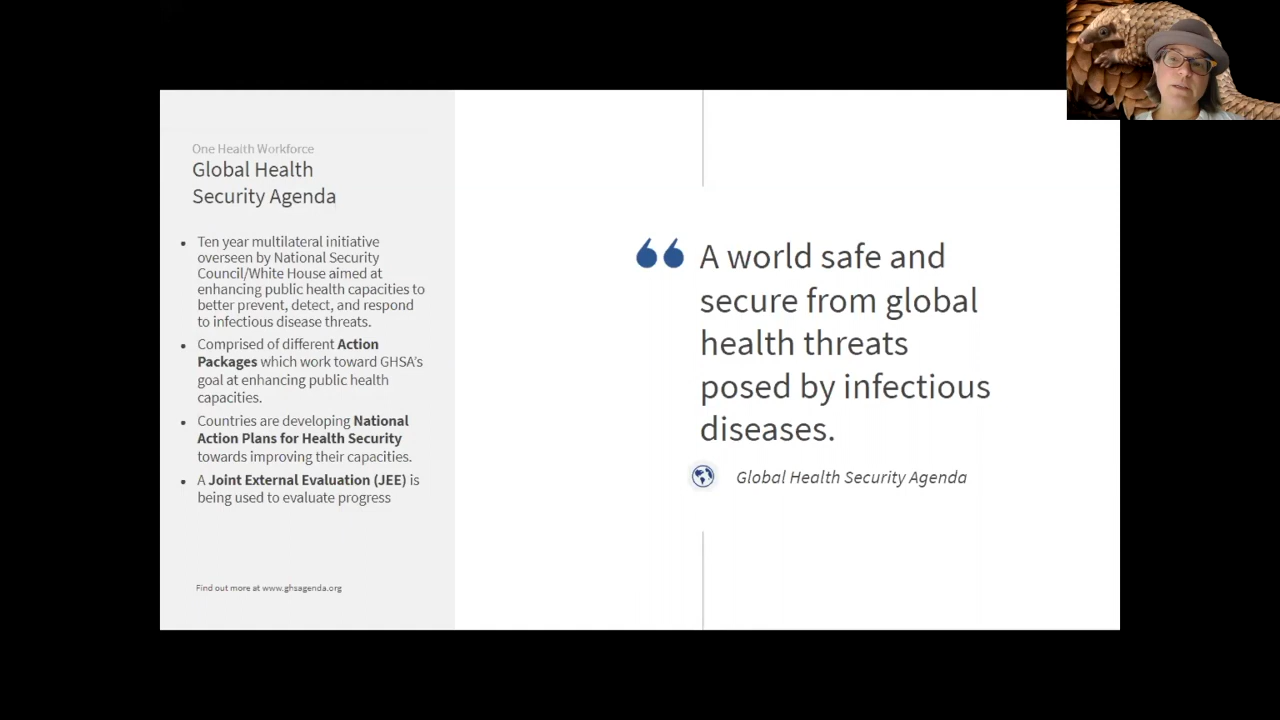 One Health Workforce
Global Health
Security Agenda
• Ten year multilateral initiative
overseen by National Security
Council/White House aimed at
enhancing public health capacities to
better prevent, detect, and respond
to infectious disease threats.
• Comprised of different Action
Packages which work toward GHSA’s
goal at enhancing public health
capacities.
• Countries are developing National
Action Plans for Health Security
towards improving their capacities.
• A Joint External Evaluation (JEE) is
being used to evaluate progress
Find out more at www.ghsagenda.org
“ A world safe and
secure from global
health threats
posed by infectious
diseases.
Global Health Security Agenda